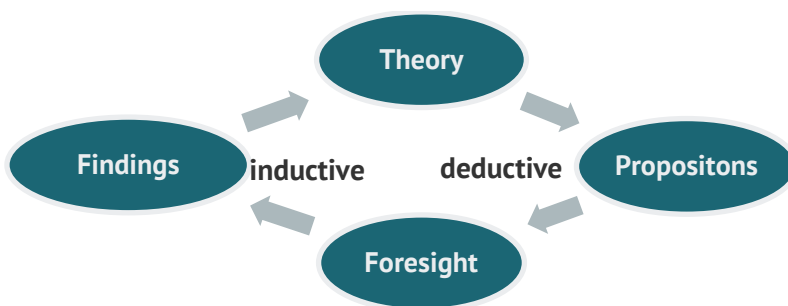 Theory
Findings
inductive
deductive
Propositons
Foresight